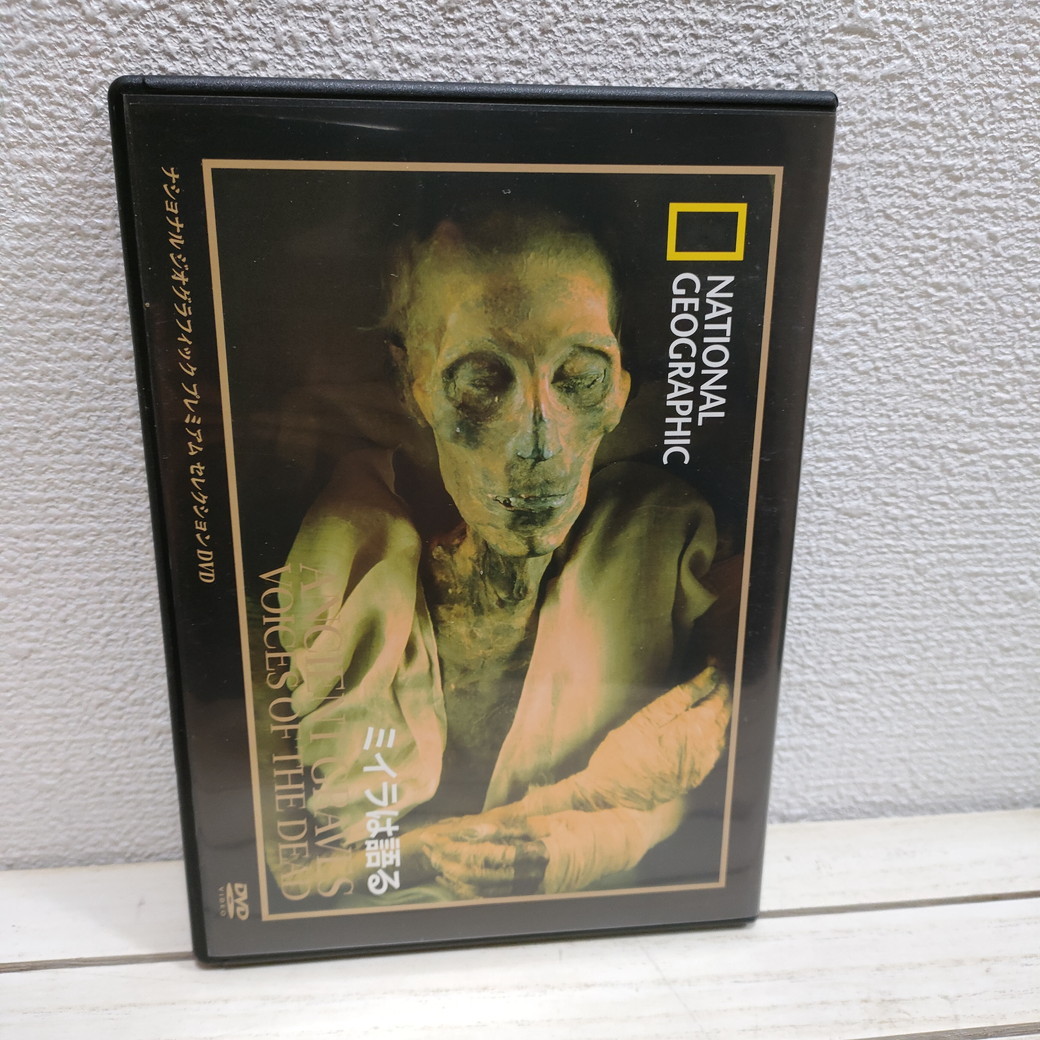 NATIONAL
GEOGRAPHIC
ミイラは語る
ANCIENT GRAVES
VOICES OF THE DEAD
ナショナル ジオグラフィック プレミアム セレクション DVD
DVD
VIDEO